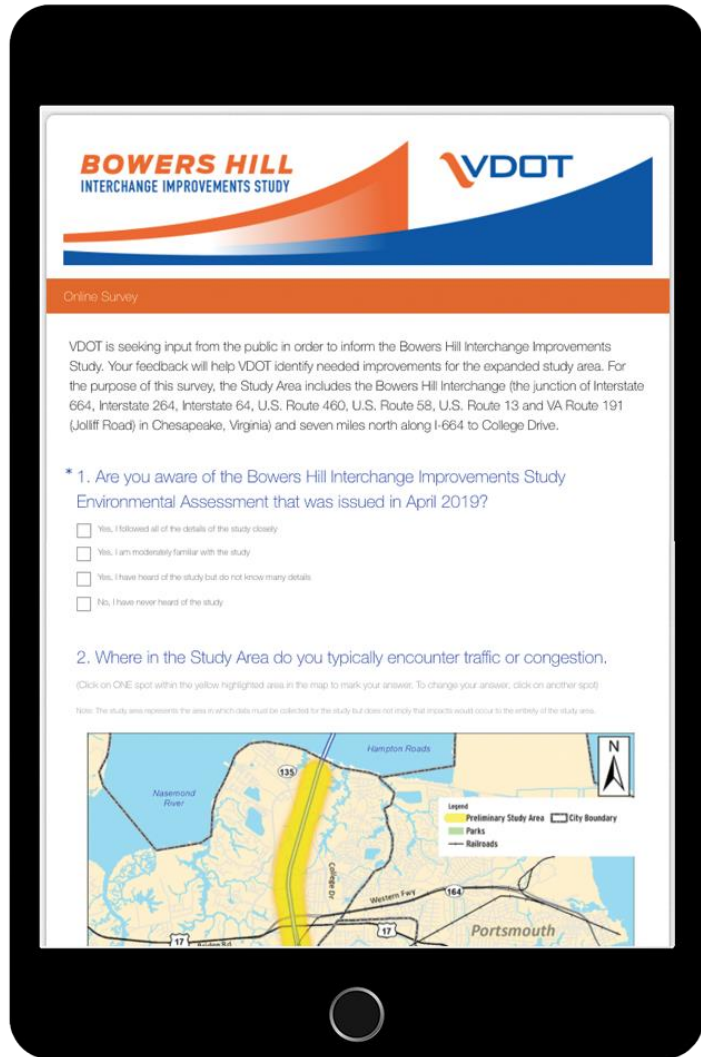 BOWERS HILL
INTERCHANGE IMPROVEMENTS STUDY
VDOT
Online Survey
VDOT is seeking input from the public in order to inform the Bowers Hill Interchange Improvements
Study. Your feedback will help VDOT identify needed improvements for the expanded study area. For
the purpose of this survey, the Study Area includes the Bowers Hill Interchange (the junction of Interstate
664, Interstate 264, Interstate 64, U.S. Route 460, U.S. Route 58, U.S. Route 13 and VA Route 191
(Jolliff Road) in Chesapeake, Virginia) and seven miles north along I-664 to College Drive.
* 1. Are you aware of the Bowers Hill Interchange Improvements Study
Environmental Assessment that was issued in April 2019?
Yes, I followed all of the details of the study closely
Yes, I am moderately familiar with the study
Yes, I have heard of the study but do not know many details
No, I have never heard of the study
2. Where in the Study Area do you typically encounter traffic or congestion.
(Click on ONE spot within the yellow highlighted area in the map to mark your answer. To change your answer, click on another spot)
Note: The study area represents the area in which data must be collected for the study but does not imply that impacts would occur to the entirety of the study area.
Hampton Roads
N
135
Nasemond
River
Legend
Preliminary Study Area
City Boundary
Parks
Railroads
College Dr
Western Fwy
164
17
17
Portsmouth